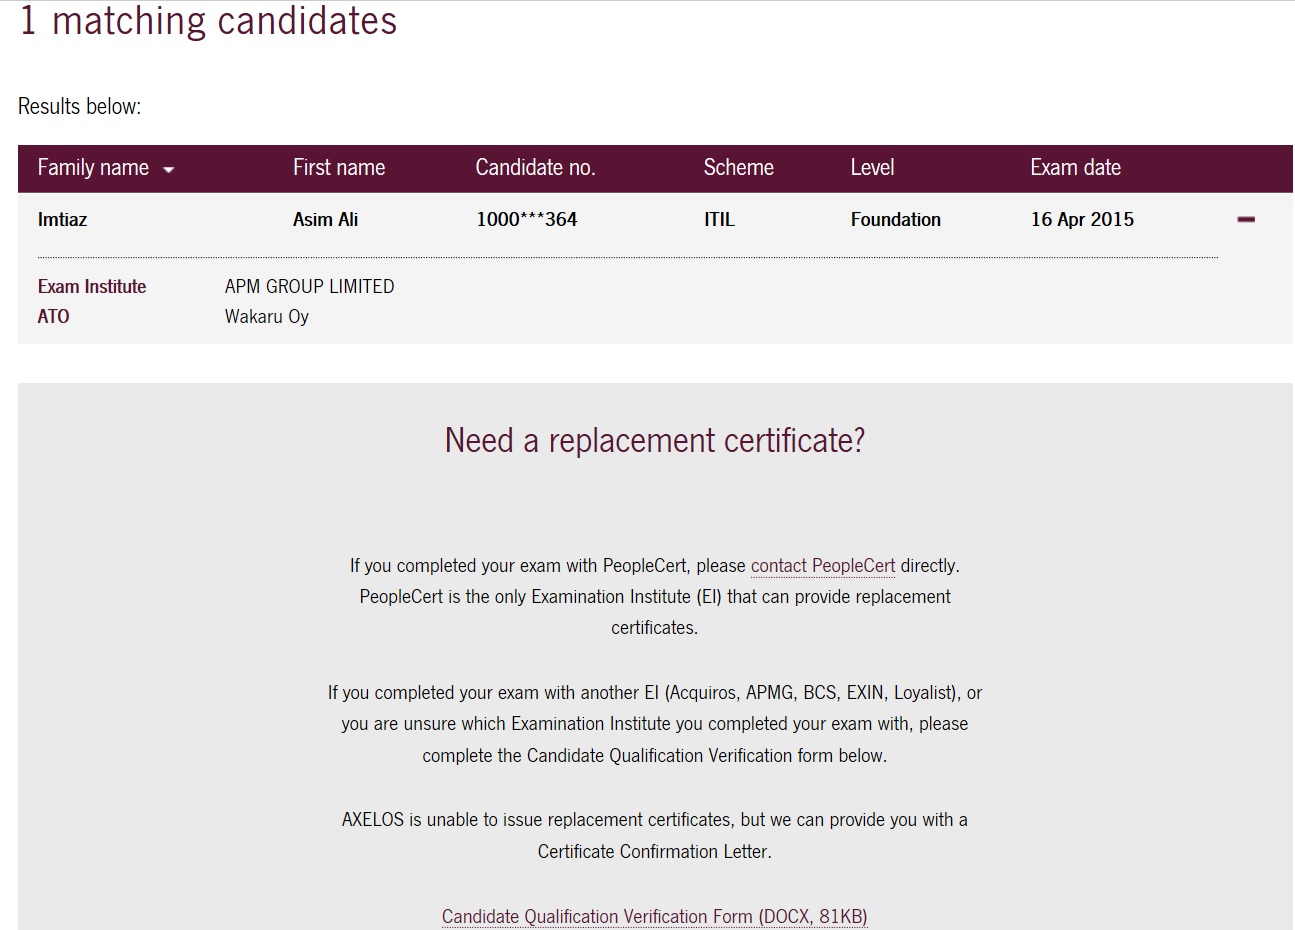 1 matching candidates
Results below:
Family name First name Candidate no. Scheme Level Exam date
Imtiaz Asim Ali 1000***364 ITIL Foundation 16 Apr 2015
Exam Institute APM GROUP LIMITED
ATO Wakaru Oy
Need a replacement certificate?
If you completed your exam with PeopleCert, please contact PeopleCert directly.
PeopleCert is the only Examination Institute (EI) that can provide replacement
certificates.
If you completed your exam with another EI (Acquiros, APMG, BCS, EXIN, Loyalist), or
you are unsure which Examination Institute you completed your exam with, please
complete the Candidate Qualification Verification form below.
AXELOS is unable to issue replacement certificates, but we can provide you with a
Certificate Confirmation Letter.
Candidate Qualification Verification Form (DOCX, 81KB)